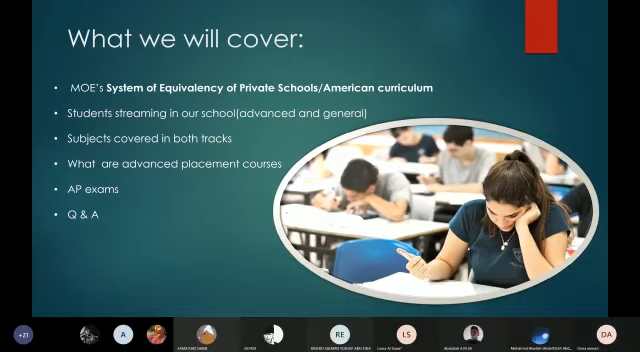 What we will cover:
• MOE's System of Equivalency of Private Schools/American curriculum
• Students streaming in our school(advanced and general)
• Subjects covered in both tracks
• What are advanced placement courses
• AP exams
• Q & A
+21
A
RE
LS
DA